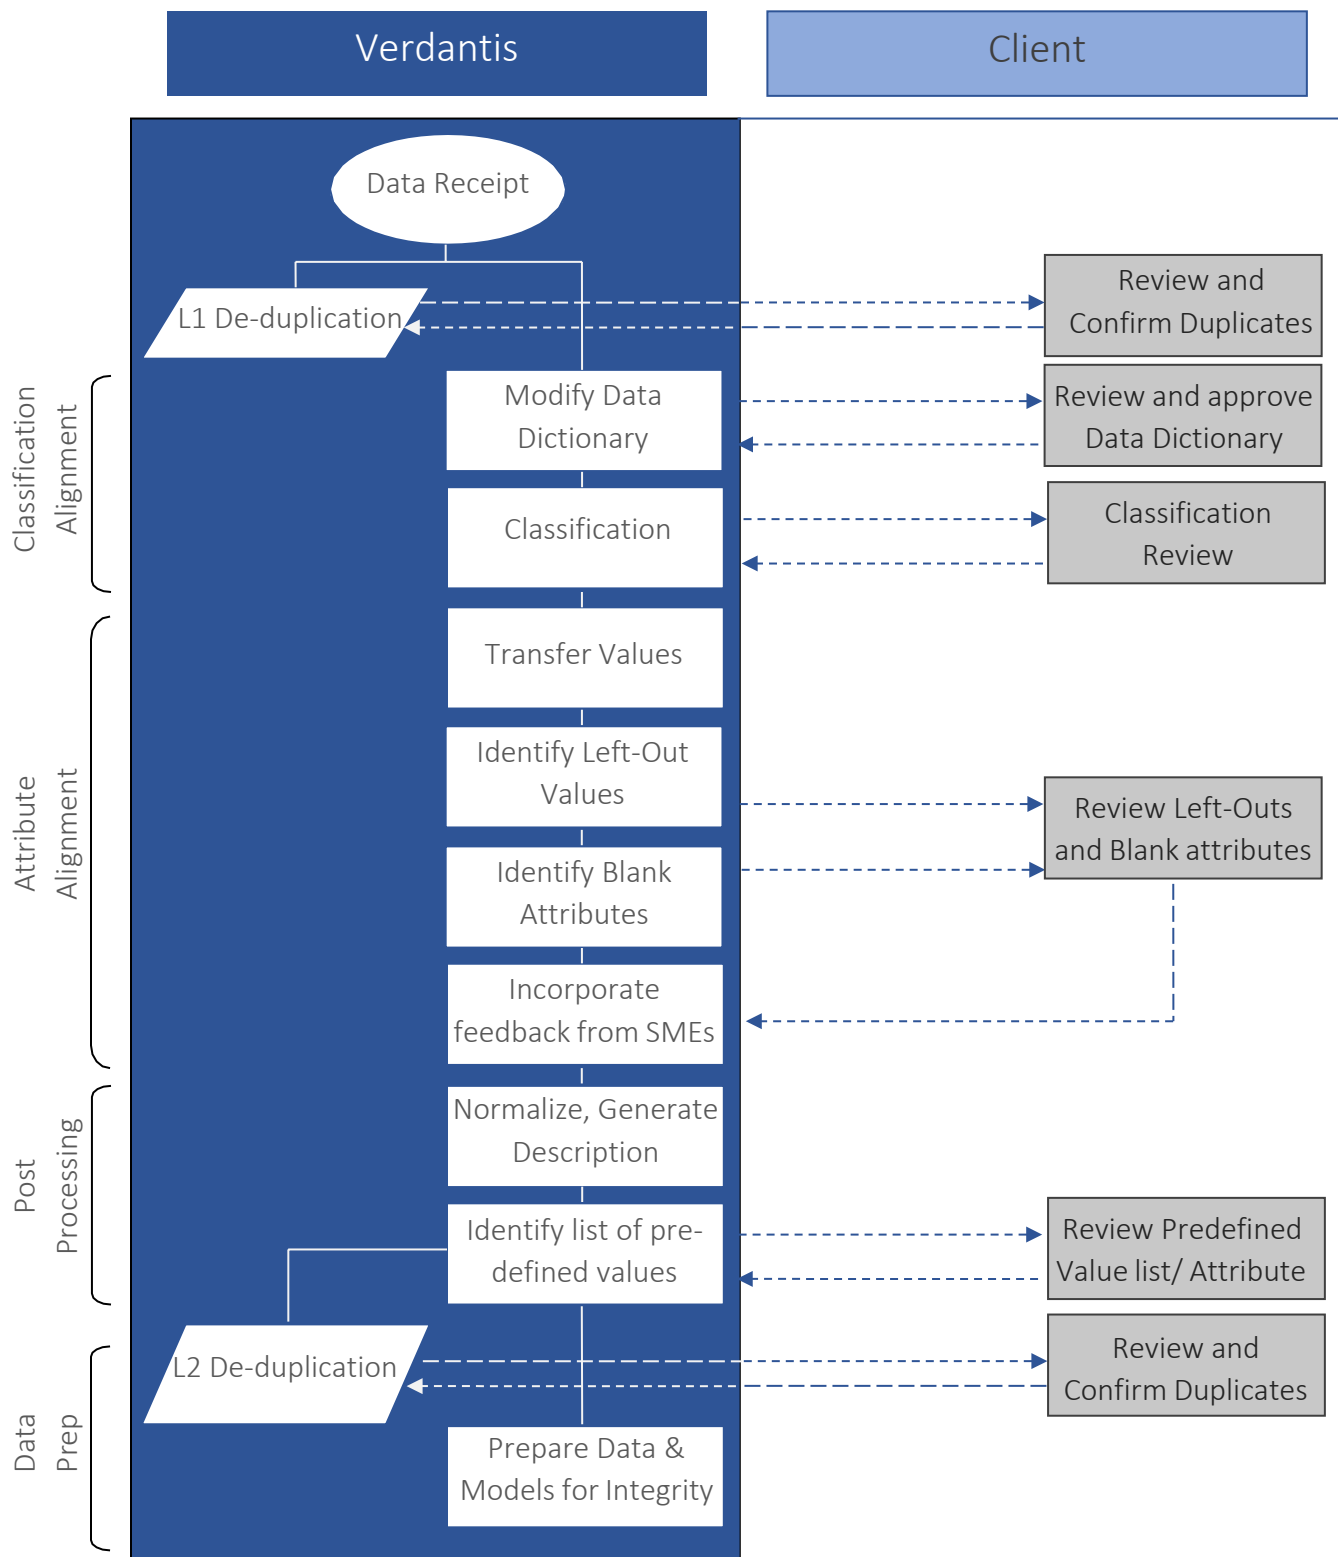 Verdantis
Client
Data Receipt
L1 De-duplication
Review and
Confirm Duplicates
Classification
Alignment
Modify Data
Dictionary
Review and approve
Data Dictionary
Classification
Classification
Review
Attribute
Alignment
Transfer Values
Identify Left-Out
Values
Review Left-Outs
and Blank attributes
Identify Blank
Attributes
Incorporate
feedback from SMEs
Post
Processing
Normalize, Generate
Description
Identify list of pre-
defined values
Review Predefined
Value list/ Attribute
Data
Prep
L2 De-duplication
Review and
Confirm Duplicates
Prepare Data &
Models for Integrity